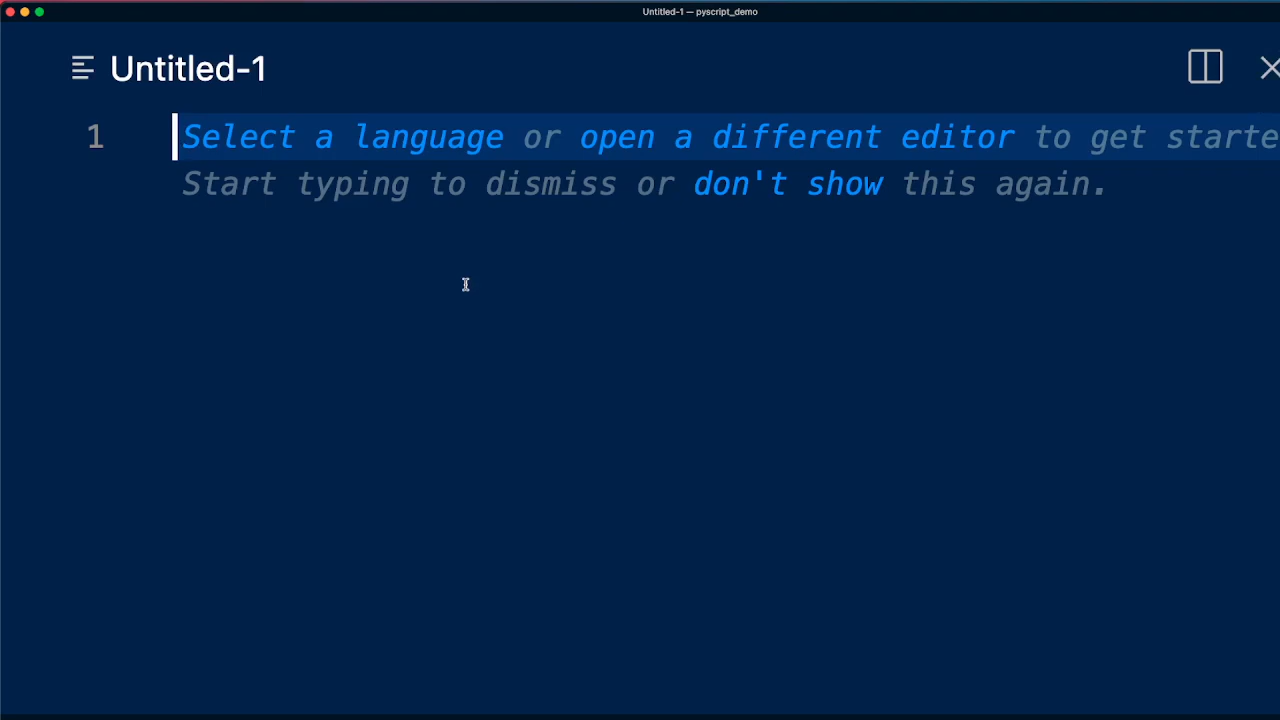 Untitled-1 — pyscript_demo
Untitled-1
1
Select a language or open a different editor to get starte
Start typing to dismiss or don't show this again.